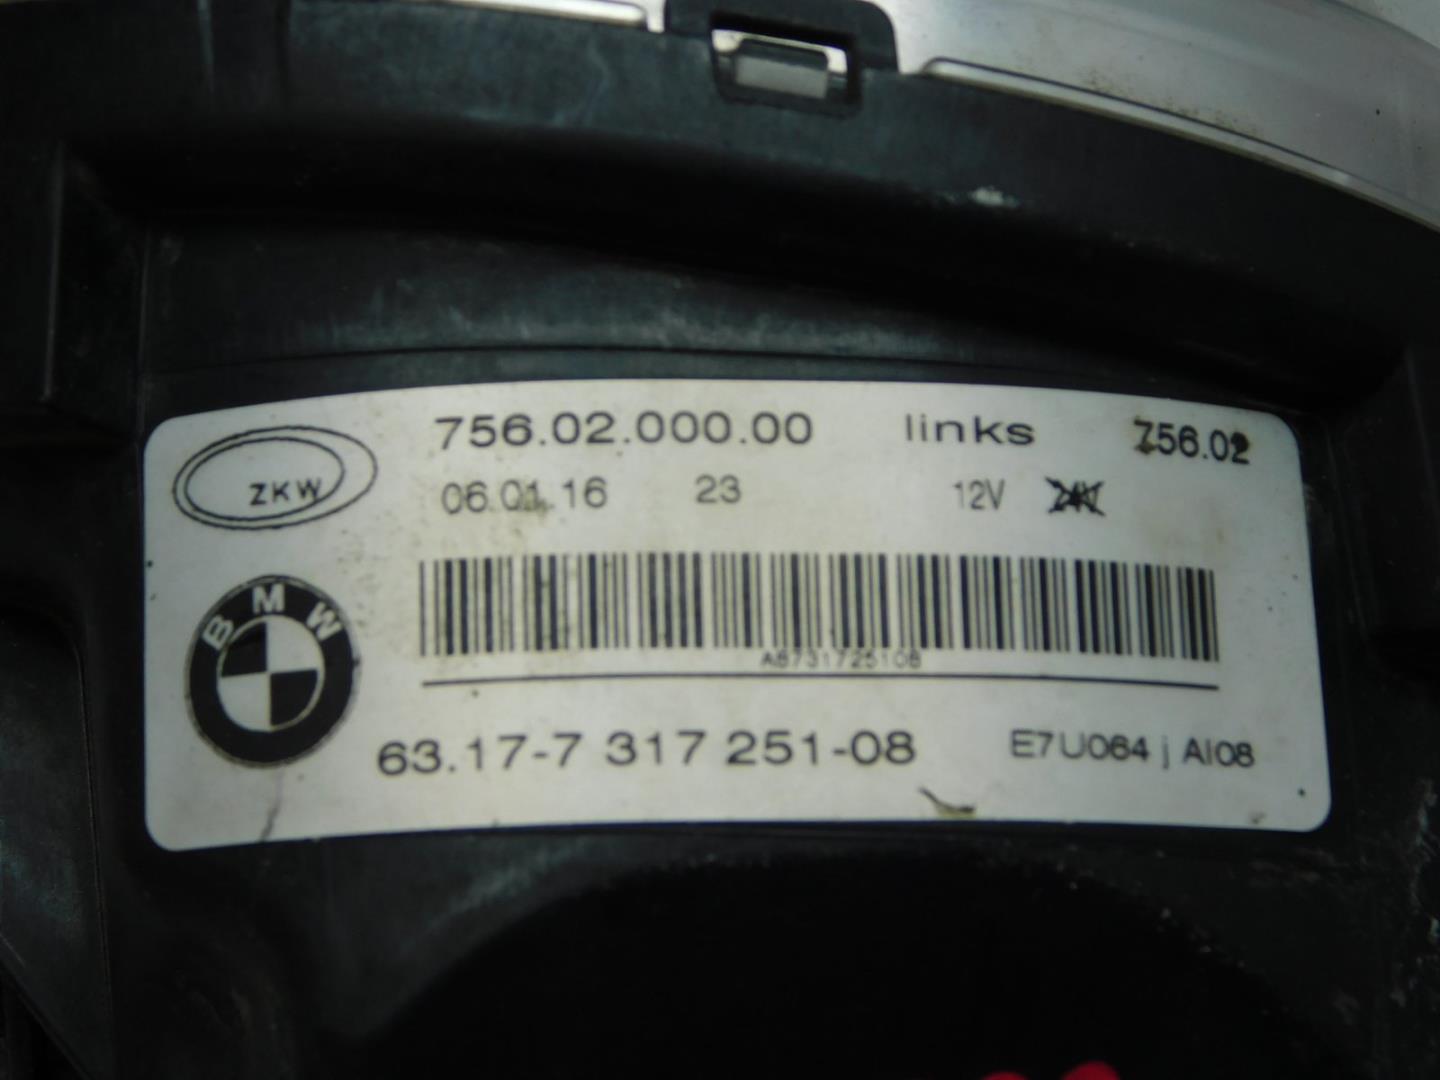 756.02.000.00 links 756.02
ZKW 06.01.16 23 12V 24V
BMW
A6731725108
63.17-7 317 251-08 E7U064 j AI08